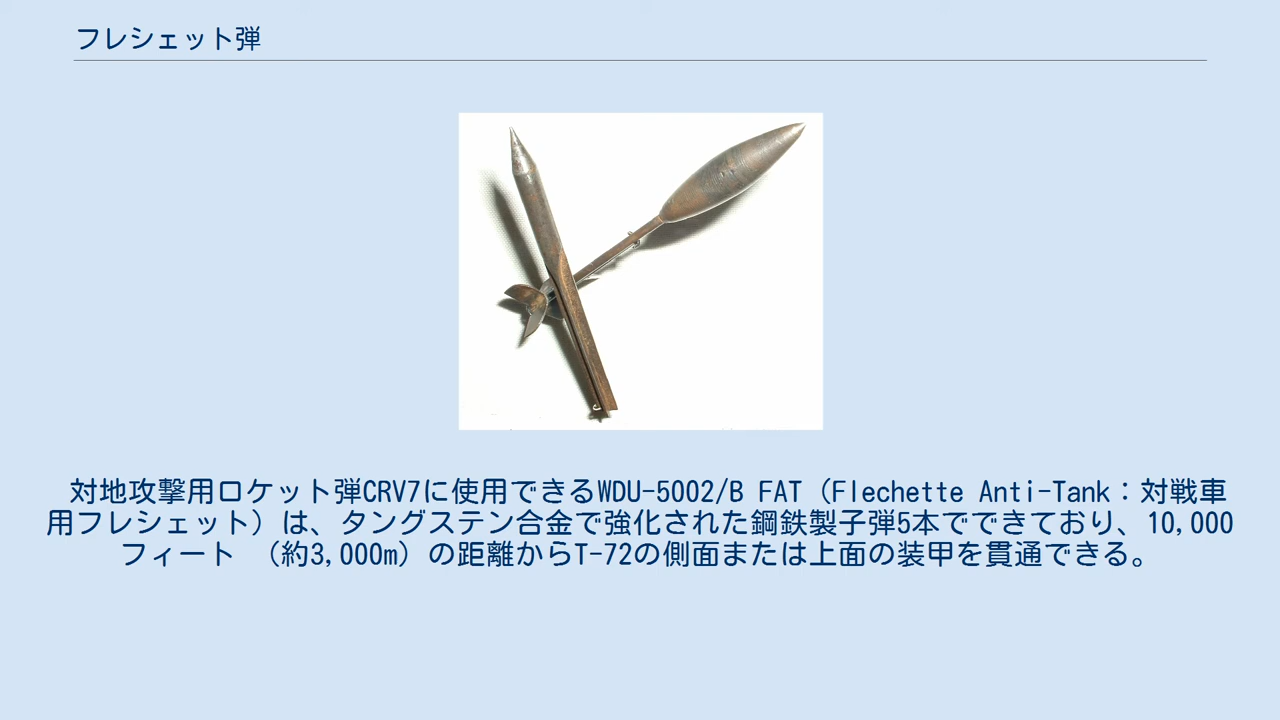 フレシェット弾
対地攻撃用ロケット弾CRV7に使用できるWDU-5002/B FAT（Flechette Anti-Tank：対戦車
用フレシェット）は、タングステン合金で強化された鋼鉄製子弾5本でできており、10,000
フィート （約3,000m）の距離からT-72の側面または上面の装甲を貫通できる。